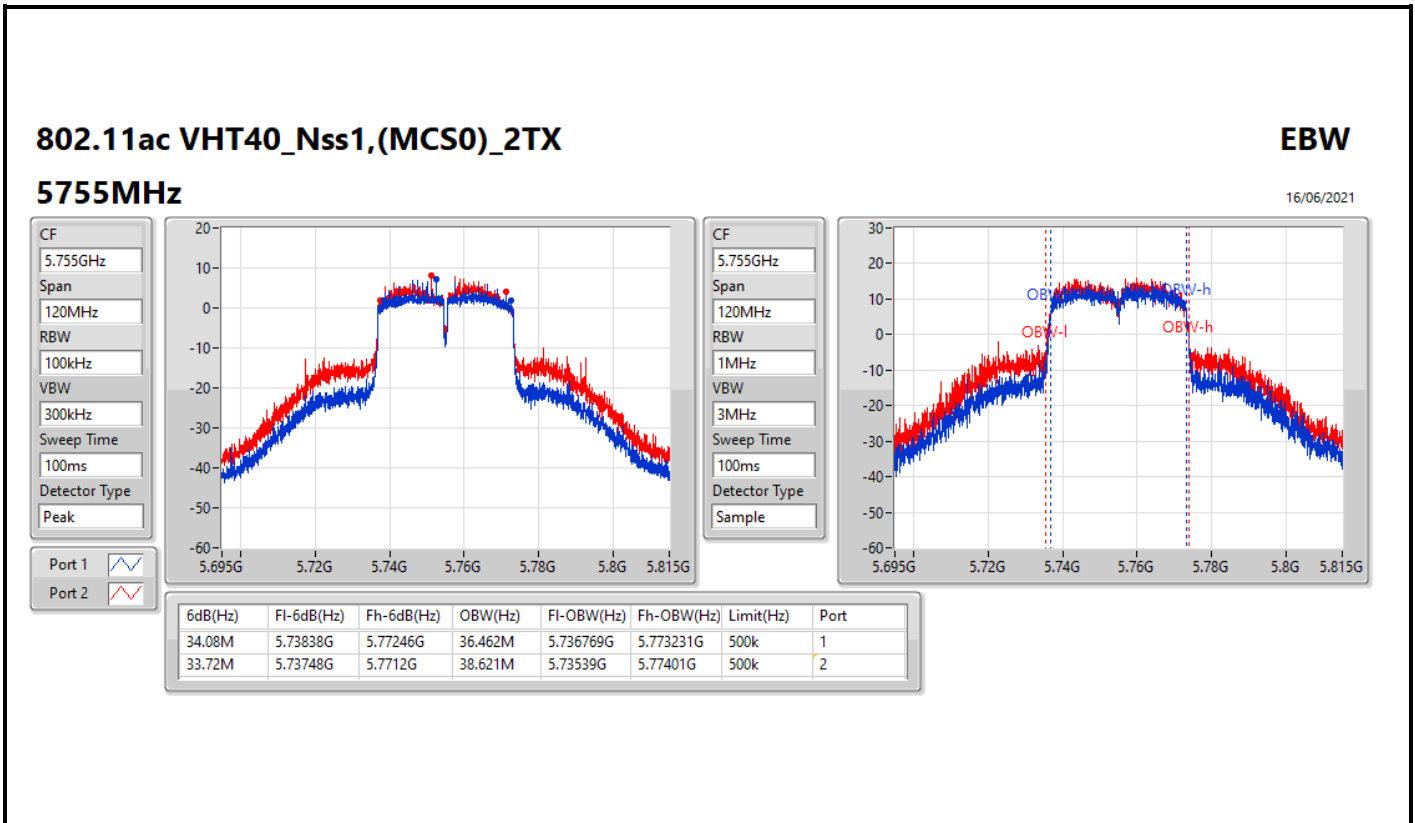 802.11ac VHT40_Nss1,(MCS0)_2TX
EBW
5755MHz
16/06/2021
CF
5.755GHz
Span
120MHz
RBW
100kHz
VBW
300kHz
Sweep Time
100ms
Detector Type
Peak
Port 1
Port 2
20
10
0
-10
-20
-30
-40
-50
-60
5.695G 5.72G 5.74G 5.76G 5.78G 5.8G 5.815G
CF
5.755GHz
Span
120MHz
RBW
1MHz
VBW
3MHz
Sweep Time
100ms
Detector Type
Sample
30
20
10
0
-10
-20
-30
-40
-50
-60
OBW-h
OBW-l OBW-h
5.695G 5.72G 5.74G 5.76G 5.78G 5.8G 5.815G
6dB(Hz) Fl-6dB(Hz) Fh-6dB(Hz) OBW(Hz) Fl-OBW(Hz) Fh-OBW(Hz) Limit(Hz) Port
34.08M 5.73838G 5.77246G 36.462M 5.736769G 5.773231G 500k 1
33.72M 5.73748G 5.7712G 38.621M 5.73539G 5.77401G 500k 2